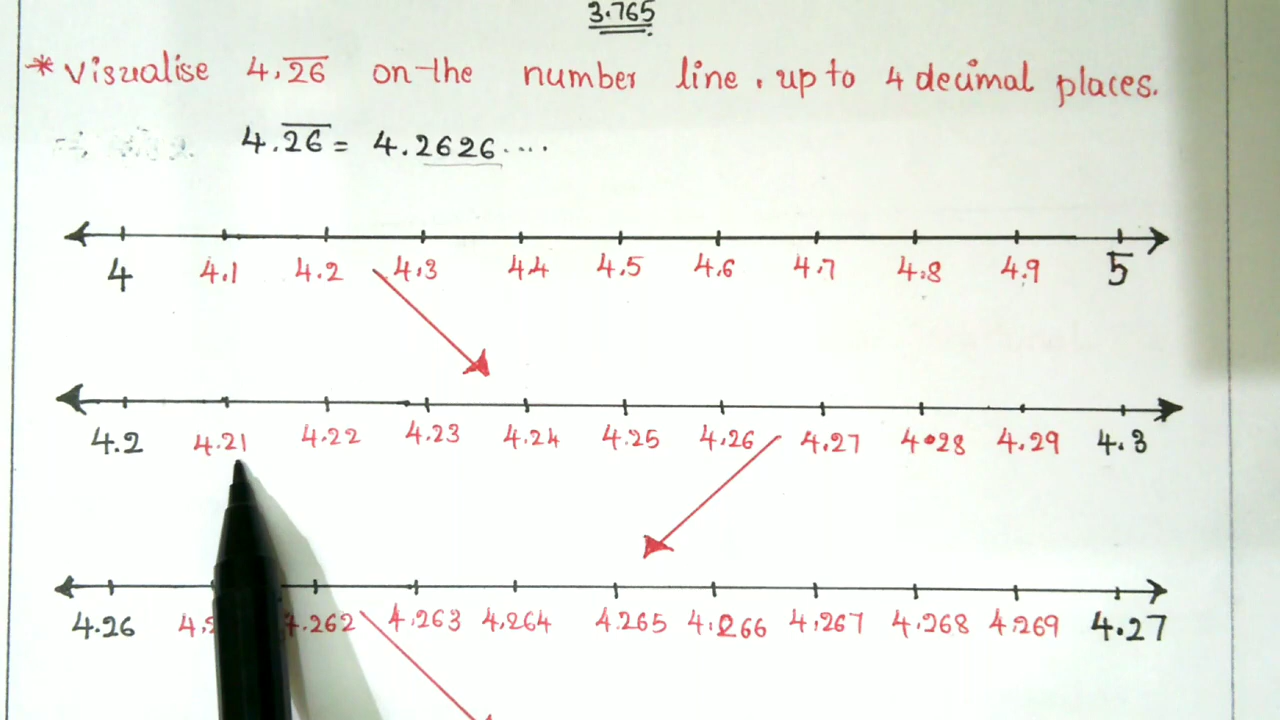 3.765
* Visualise 4.2̅6̅ on the number line. up to 4 decimal places.
4.2̅6̅ = 4.2626....
4 4.1 4.2 4.3 4.4 4.5 4.6 4.7 4.8 4.9 5
4.2 4.21 4.22 4.23 4.24 4.25 4.26 4.27 4.28 4.29 4.3
4.26 4.262 4.263 4.264 4.265 4.266 4.267 4.268 4.269 4.27